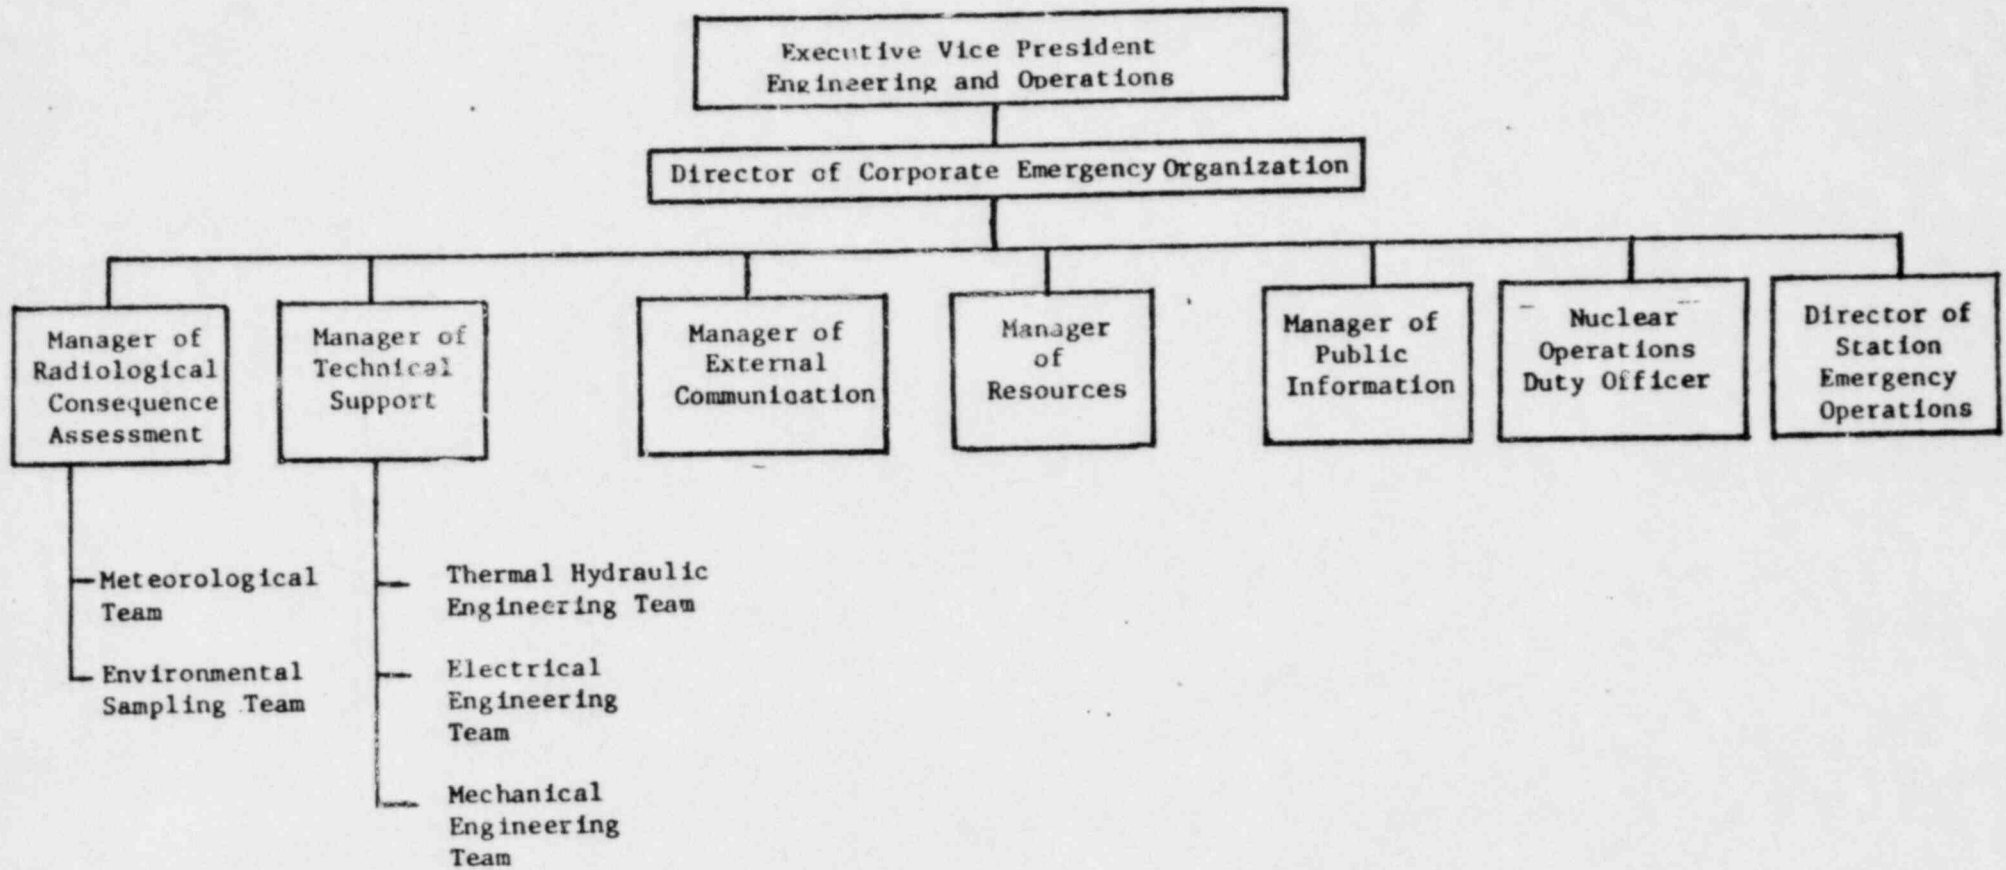 Executive Vice President
Engineering and Operations
Director of Corporate Emergency Organization
Manager of
Radiological
Consequence
Assessment
Manager of
Technical
Support
Manager of
External
Communication
Manager
of
Resources
Manager of
Public
Information
Nuclear
Operations
Duty Officer
Director of
Station
Emergency
Operations
Meteorological
Team
Environmental
Sampling Team
Thermal Hydraulic
Engineering Team
Electrical
Engineering
Team
Mechanical
Engineering
Team